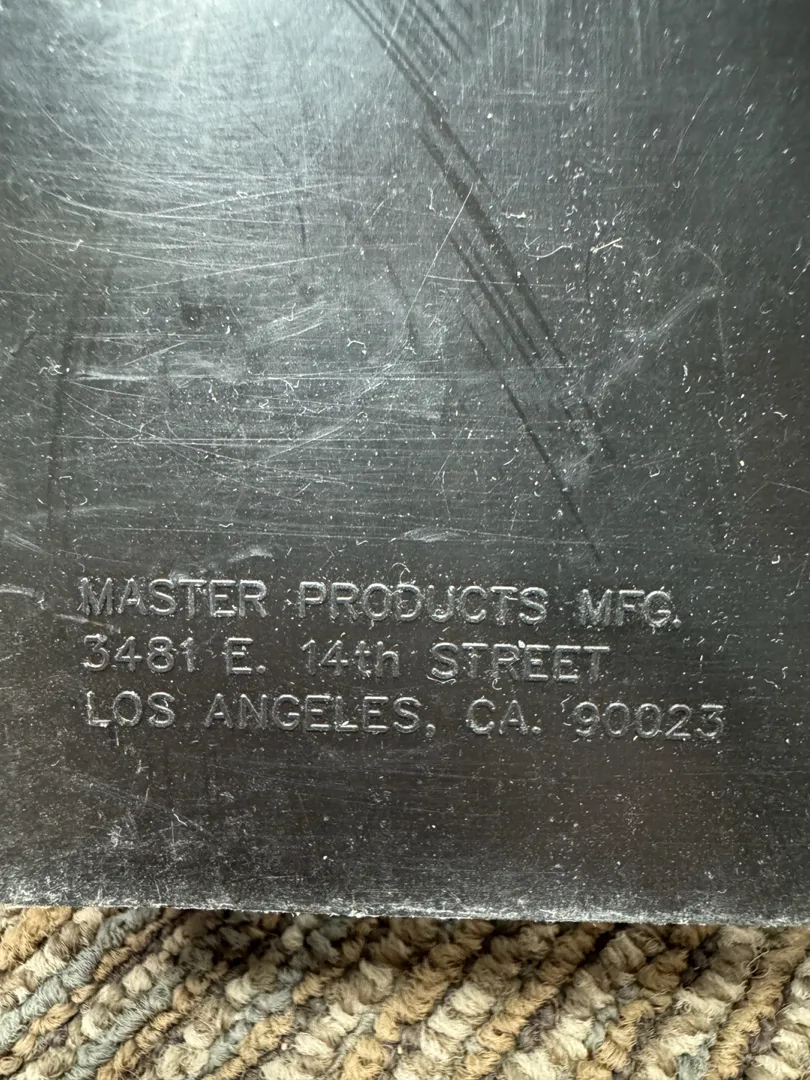 MASTER PRODUCTS MFG.
3481 E. 14th STREET
LOS ANGELES, CA. 90023